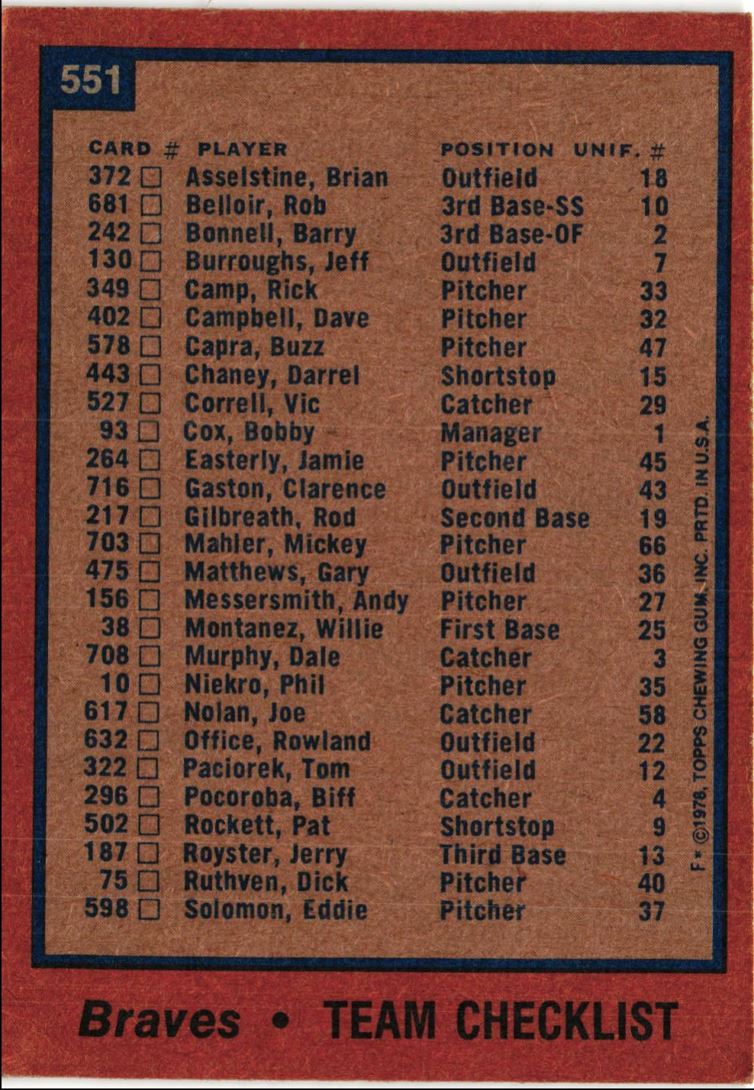 551
CARD # PLAYER POSITION UNIF. #
372 Asselstine, Brian Outfield 18
681 Belloir, Rob 3rd Base-SS 10
242 Bonnell, Barry 3rd Base-OF 2
130 Burroughs, Jeff Outfield 7
349 Camp, Rick Pitcher 33
402 Campbell, Dave Pitcher 32
578 Capra, Buzz Pitcher 47
443 Chaney, Darrel Shortstop 15
527 Correll, Vic Catcher 29
93 Cox, Bobby Manager 1
264 Easterly, Jamie Pitcher 45
716 Gaston, Clarence Outfield 43
217 Gilbreath, Rod Second Base 19
703 Mahler, Mickey Pitcher 66
475 Matthews, Gary Outfield 36
156 Messersmith, Andy Pitcher 27
38 Montanez, Willie First Base 25
708 Murphy, Dale Catcher 3
10 Niekro, Phil Pitcher 35
617 Nolan, Joe Catcher 58
632 Office, Rowland Outfield 22
322 Paciorek, Tom Outfield 12
296 Pocoroba, Biff Catcher 4
502 Rockett, Pat Shortstop 9
187 Royster, Jerry Third Base 13
75 Ruthven, Dick Pitcher 40
598 Solomon, Eddie Pitcher 37
F* ©1978, TOPPS CHEWING GUM, INC. PRTD. IN U.S.A.
Braves • TEAM CHECKLIST